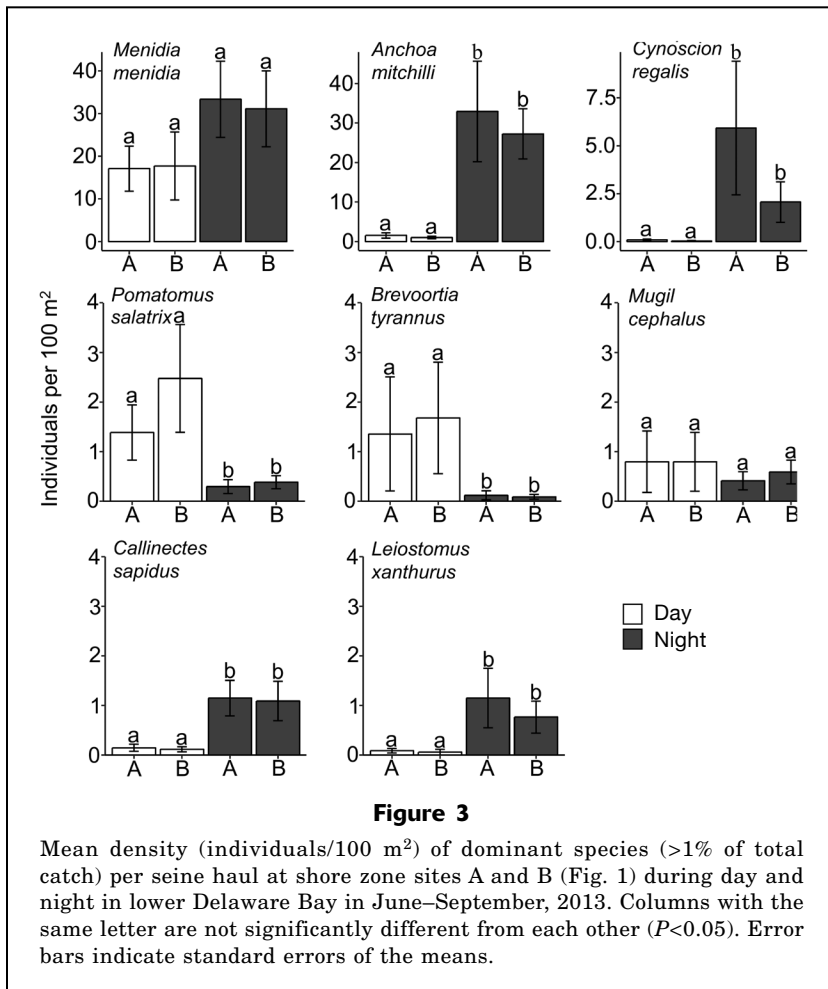 Menidia
menidia
a
a
a
a
40
30
20
10
0
A
B
A
B
Anchoa
mitchilli
a
a
b
b
40
30
20
10
0
A
B
A
B
Cynoscion
regalis
a
a
b
b
7.5
5.0
2.5
0.0
A
B
A
B
Individuals per 100 m²
Pomatomus
salatrix
a
a
b
b
4
3
2
1
0
A
B
A
B
Brevoortia
tyrannus
a
a
b
b
4
3
2
1
0
A
B
A
B
Mugil
cephalus
a
a
a
a
4
3
2
1
0
A
B
A
B
Callinectes
sapidus
a
a
b
b
4
3
2
1
0
A
B
A
B
Leiostomus
xanthurus
a
a
b
b
4
3
2
1
0
A
B
A
B
Day
Night
Figure 3
Mean density (individuals/100 m²) of dominant species (>1% of total
catch) per seine haul at shore zone sites A and B (Fig. 1) during day and
night in lower Delaware Bay in June–September, 2013. Columns with the
same letter are not significantly different from each other (P<0.05). Error
bars indicate standard errors of the means.